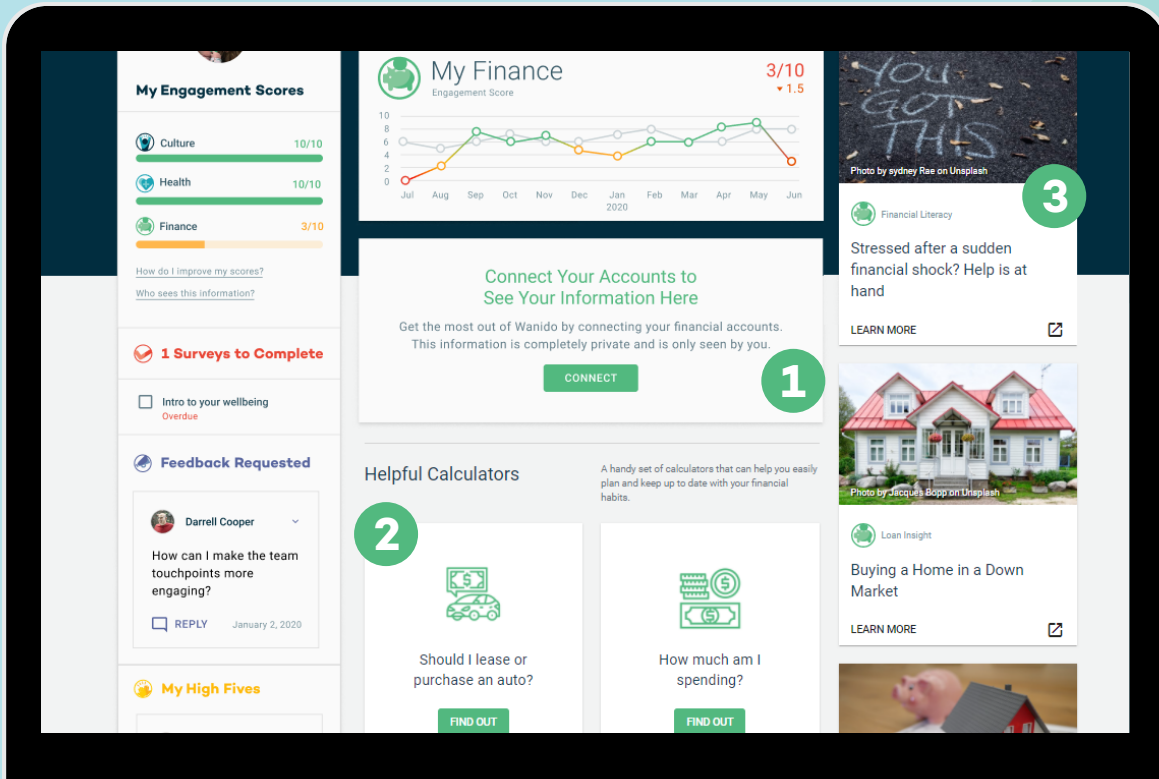 My Engagement Scores
Culture 10/10
Health 10/10
Finance 3/10
How do I improve my scores?
Who sees this information?
1 Surveys to Complete
Intro to your wellbeing
Overdue
Feedback Requested
Darrell Cooper
How can I make the team
touchpoints more
engaging?
REPLY January 2, 2020
My High Fives
My Finance
Engagement Score
3/10
1.5
10
8
6
4
2
0
Jul Aug Sep Oct Nov Dec Jan Feb Mar Apr May Jun
2020
Connect Your Accounts to
See Your Information Here
Get the most out of Wanido by connecting your financial accounts.
This information is completely private and is only seen by you.
CONNECT
1
Helpful Calculators
A handy set of calculators that can help you easily
plan and keep up to date with your financial
habits.
2
Should I lease or
purchase an auto?
FIND OUT
How much am I
spending?
FIND OUT
YOU
GOT
THIS
Photo by sydney Rae on Unsplash
3
Financial Literacy
Stressed after a sudden
financial shock? Help is at
hand
LEARN MORE
Photo by Jacques Bopp on Unsplash
Loan Insight
Buying a Home in a Down
Market
LEARN MORE